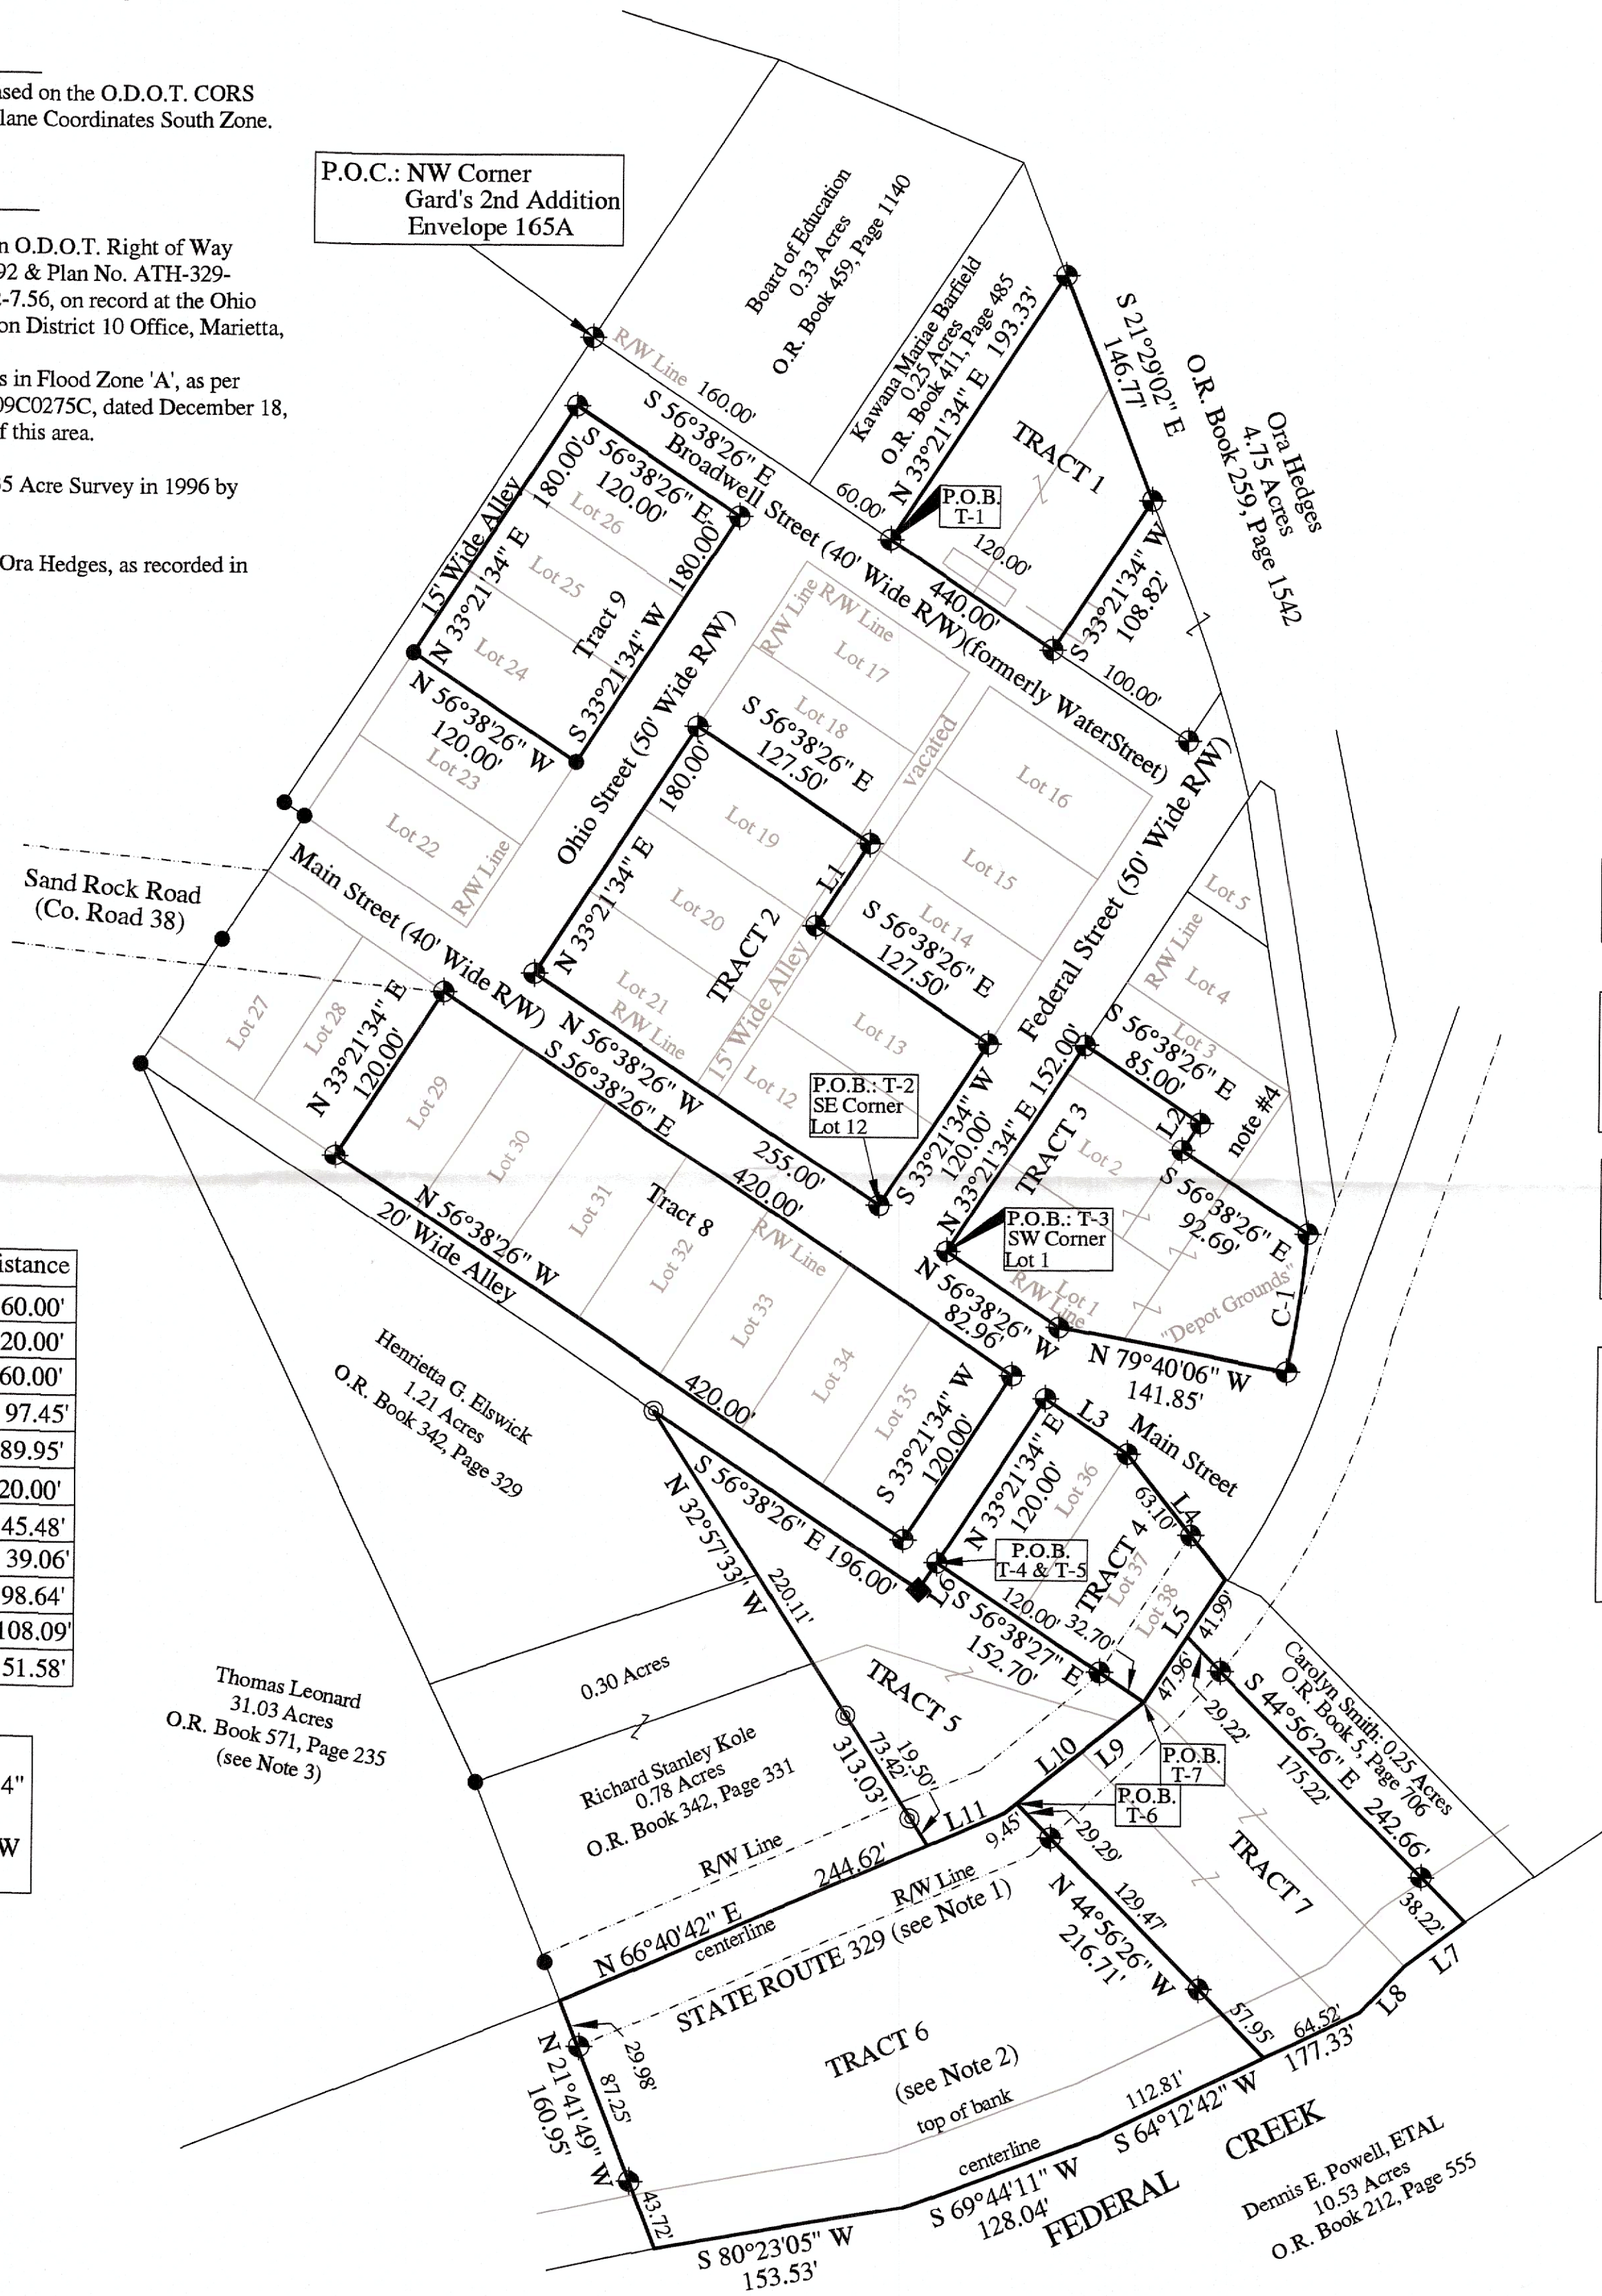 ased on the O.D.O.T. CORS
lane Coordinates South Zone.
n O.D.O.T. Right of Way
92 & Plan No. ATH-329-
-7.56, on record at the Ohio
on District 10 Office, Marietta,
s in Flood Zone 'A', as per
09C0275C, dated December 18,
f this area.
5 Acre Survey in 1996 by
Ora Hedges, as recorded in
P.O.C.: NW Corner
Gard's 2nd Addition
Envelope 165A
Board of Education
0.33 Acres
O.R. Book 459, Page 1140
Kawana Mariae Barfield
0.25 Acres
O.R. Book 411, Page 485
N 33°21'34" E 193.33'
S 21°29'02" E
146.77'
Ora Hedges
4.75 Acres
O.R. Book 259, Page 1542
TRACT 1
R/W Line
160.00'
S 56°38'26" E
Broadwell Street (40' Wide R/W)(formerly WaterStreet)
60.00'
P.O.B.
T-1
120.00'
440.00'
S 33°21'34" W
108.82'
100.00'
S 56°38'26" E
120.00'
15' Wide Alley
N 33°21'34" E
180.00'
Lot 26
Lot 25
Lot 24
Tract 9
S 33°21'34" W
180.00'
N 56°38'26" W
120.00'
Lot 23
Lot 22
R/W Line
Ohio Street (50' Wide R/W)
R/W Line
R/W Line
Lot 17
Lot 18
vacated
Lot 16
Lot 15
Lot 14
Lot 13
Lot 12
S 56°38'26" E
127.50'
N 33°21'34" E
180.00'
Lot 19
Lot 20
Lot 21
R/W Line
TRACT 2
L1
15' Wide Alley
S 56°38'26" E
127.50'
Federal Street (50' Wide R/W)
S 33°21'34" W
120.00'
P.O.B.: T-2
SE Corner
Lot 12
N 56°38'26" W
255.00'
Sand Rock Road
(Co. Road 38)
Main Street (40' Wide R/W)
Lot 5
R/W Line
Lot 4
Lot 3
S 56°38'26" E
85.00'
L2
note #4
N 33°21'34" E 152.00'
TRACT 3
Lot 2
S 56°38'26" E
92.69'
P.O.B.: T-3
SW Corner
Lot 1
Lot 1
R/W Line
"Depot Grounds"
C-1
N 56°38'26" W
82.96'
N 79°40'06" W
141.85'
Lot 27
Lot 28
N 33°21'34" E
120.00'
S 56°38'26" E
420.00'
Lot 29
Lot 30
Lot 31
Lot 32
Lot 33
Lot 34
Lot 35
Tract 8
R/W Line
N 56°38'26" W
420.00'
20' Wide Alley
S 33°21'34" W
120.00'
istance
60.00'
20.00'
60.00'
97.45'
89.95'
20.00'
45.48'
39.06'
98.64'
108.09'
51.58'
4"
W
Henrietta G. Elswick
1.21 Acres
O.R. Book 342, Page 329
S 56°38'26" E 196.00'
N 32°57'33" W
220.11'
313.03'
73.42'
19.50'
N 33°21'34" E
120.00'
L3
Main Street
Lot 36
63.10'
L4
P.O.B.
T-4 & T-5
TRACT 4
Lot 37
Lot 38
L5
41.99'
L6
S 56°38'27" E
152.70'
120.00'
32.70'
47.96'
29.22'
Carolyn Smith: 0.25 Acres
O.R. Book 5, Page 706
S 44°56'26" E 242.66'
175.22'
38.22'
TRACT 5
0.30 Acres
Thomas Leonard
31.03 Acres
O.R. Book 571, Page 235
(see Note 3)
Richard Stanley Kole
0.78 Acres
O.R. Book 342, Page 331
L10
L9
P.O.B.
T-7
P.O.B.
T-6
L11
9.45'
29.29'
TRACT 7
R/W Line
244.62'
N 66°40'42" E
centerline
R/W Line
STATE ROUTE 329 (see Note 1)
N 44°56'26" W
216.71'
129.47'
57.95'
64.52'
177.33'
L7
L8
TRACT 6
(see Note 2)
top of bank
N 21°41'49" W
160.95'
29.98'
87.25'
43.72'
112.81'
S 64°12'42" W
centerline
S 69°44'11" W
128.04'
S 80°23'05" W
153.53'
FEDERAL CREEK
Dennis E. Powell, ETAL
10.53 Acres
O.R. Book 212, Page 555